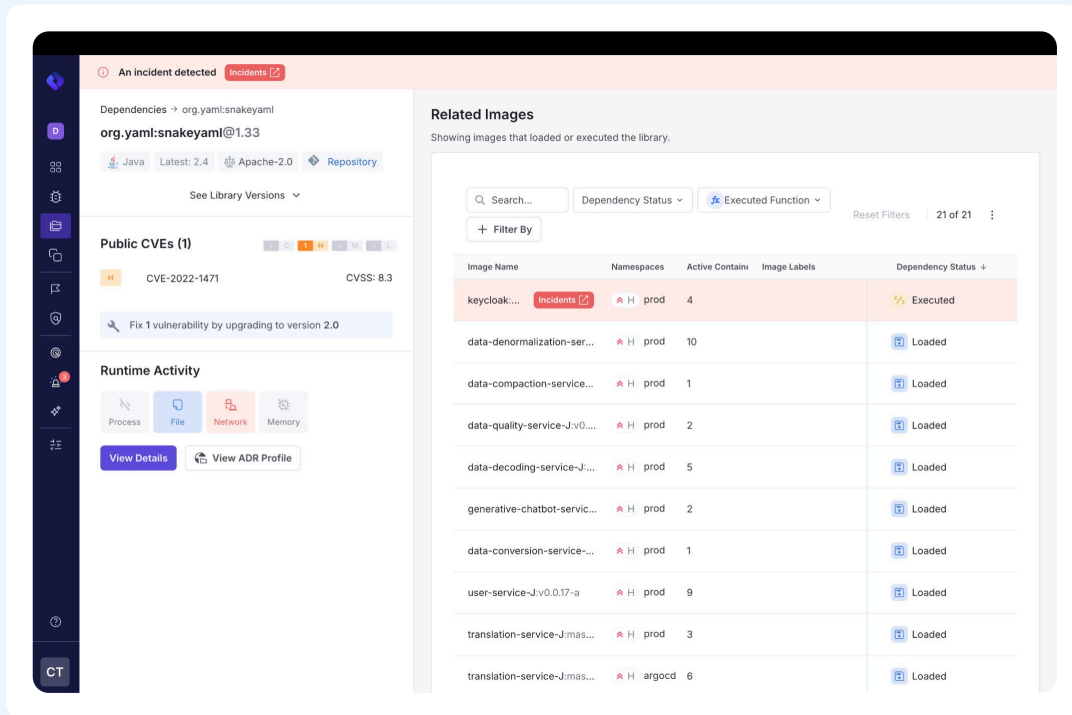 An incident detected Incidents
D
Dependencies → org.yaml:snakeyaml
org.yaml:snakeyaml@1.33
Java Latest: 2.4 Apache-2.0 Repository
See Library Versions
Public CVEs (1) - C 1 H - M - L
H CVE-2022-1471 CVSS: 8.3
Fix 1 vulnerability by upgrading to version 2.0
Runtime Activity
Process File Network Memory
View Details View ADR Profile
3
CT
Related Images
Showing images that loaded or executed the library.
Search... Dependency Status fx Executed Function
+ Filter By
Reset Filters 21 of 21
Image Name Namespaces Active Containe Image Labels Dependency Status ↓
keycloak:... Incidents H prod 4 Executed
data-denormalization-ser... H prod 10 Loaded
data-compaction-service... H prod 1 Loaded
data-quality-service-J:v0.... H prod 2 Loaded
data-decoding-service-J:... H prod 5 Loaded
generative-chatbot-servic... H prod 2 Loaded
data-conversion-service-... H prod 1 Loaded
user-service-J:v0.0.17-a H prod 9 Loaded
translation-service-J:mas... H prod 3 Loaded
translation-service-J:mas... H argocd 6 Loaded